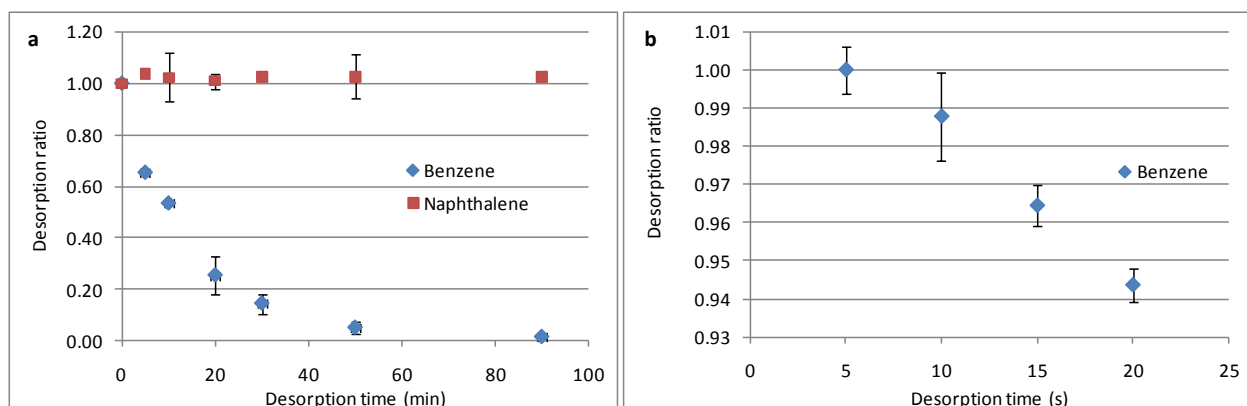 a
1.20
1.00
0.80
0.60
0.40
0.20
0.00
Desorption ratio
Benzene
Naphthalene
0 20 40 60 80 100
Desorption time (min)
b
1.01
1.00
0.99
0.98
0.97
0.96
0.95
0.94
0.93
Desorption ratio
Benzene
0 5 10 15 20 25
Desorption time (s)